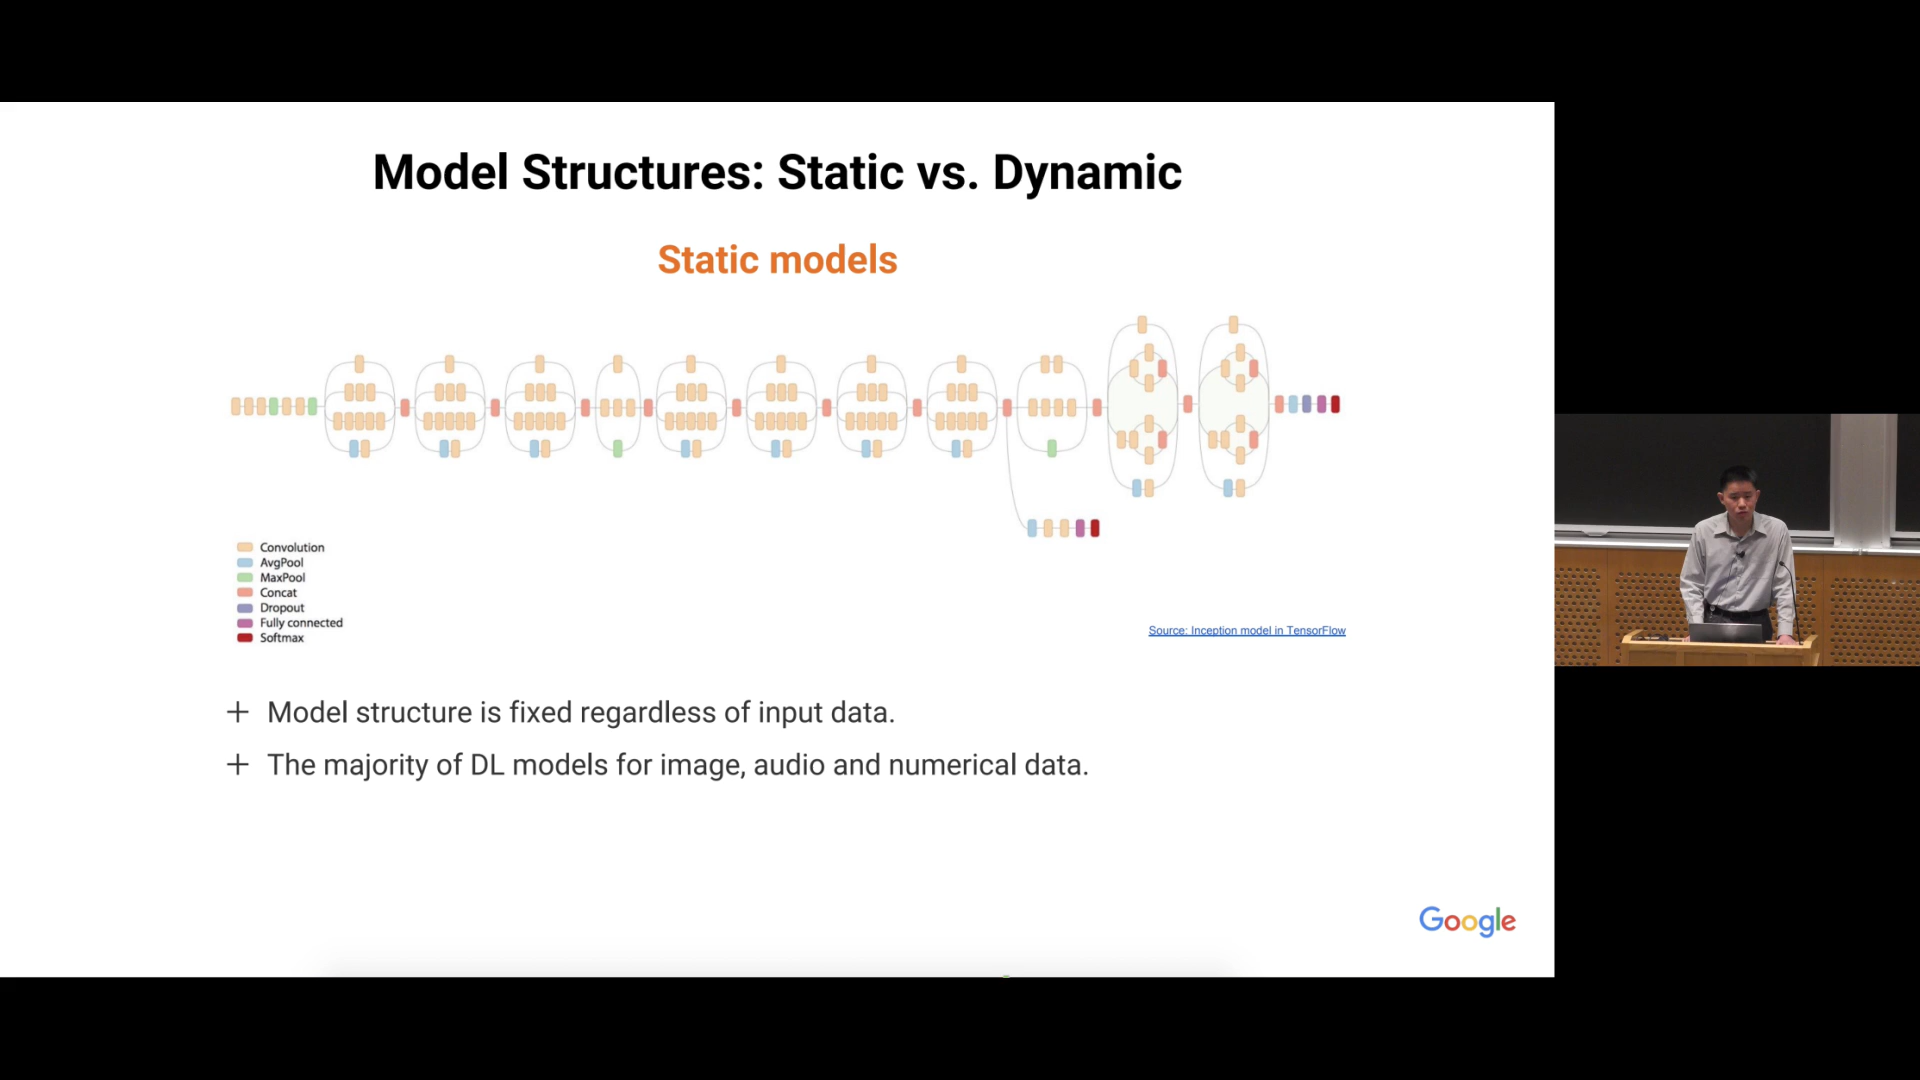 Model Structures: Static vs. Dynamic
Static models
Convolution
AvgPool
MaxPool
Concat
Dropout
Fully connected
Softmax
Source: Inception model in TensorFlow
+ Model structure is fixed regardless of input data.
+ The majority of DL models for image, audio and numerical data.
Google